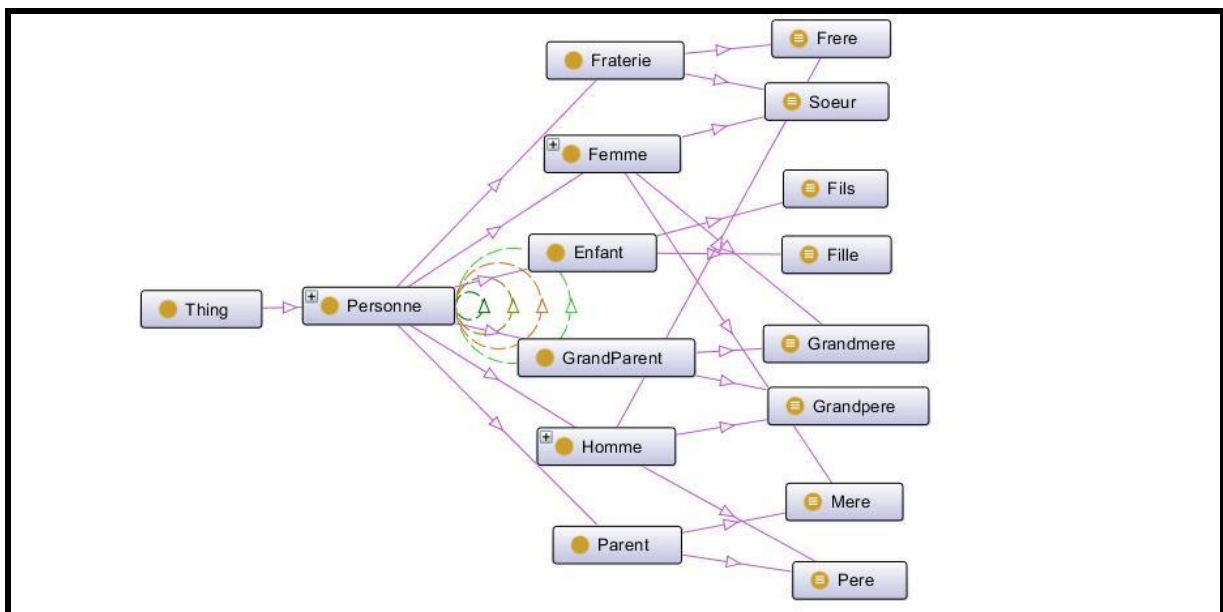 Frere
Fraterie
Soeur
Femme
Fils
Enfant
Fille
Personne
Thing
Grandmere
GrandParent
Grandpere
Homme
Mere
Parent
Pere